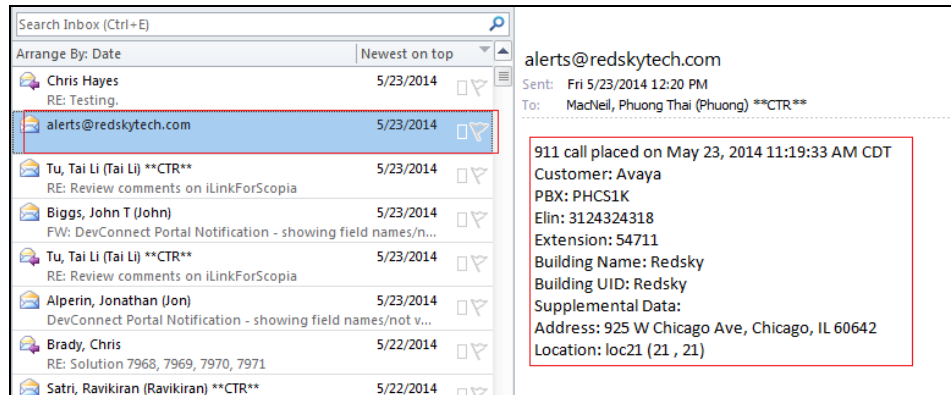 Search Inbox (Ctrl+E)
Arrange By: Date Newest on top
Chris Hayes 5/23/2014
RE: Testing.
alerts@redskytech.com 5/23/2014
Tu, Tai Li (Tai Li) **CTR** 5/23/2014
RE: Review comments on iLinkForScopia
Biggs, John T (John) 5/23/2014
FW: DevConnect Portal Notification - showing field names/n...
Tu, Tai Li (Tai Li) **CTR** 5/23/2014
RE: Review comments on iLinkForScopia
Alperin, Jonathan (Jon) 5/23/2014
DevConnect Portal Notification - showing field names/not v...
Brady, Chris 5/22/2014
RE: Solution 7968, 7969, 7970, 7971
Satri, Ravikiran (Ravikiran) **CTR** 5/22/2014
alerts@redskytech.com
Sent: Fri 5/23/2014 12:20 PM
To: MacNeil, Phuong Thai (Phuong) **CTR**
911 call placed on May 23, 2014 11:19:33 AM CDT
Customer: Avaya
PBX: PHCS1K
Elin: 3124324318
Extension: 54711
Building Name: Redsky
Building UID: Redsky
Supplemental Data:
Address: 925 W Chicago Ave, Chicago, IL 60642
Location: loc21 (21 , 21)